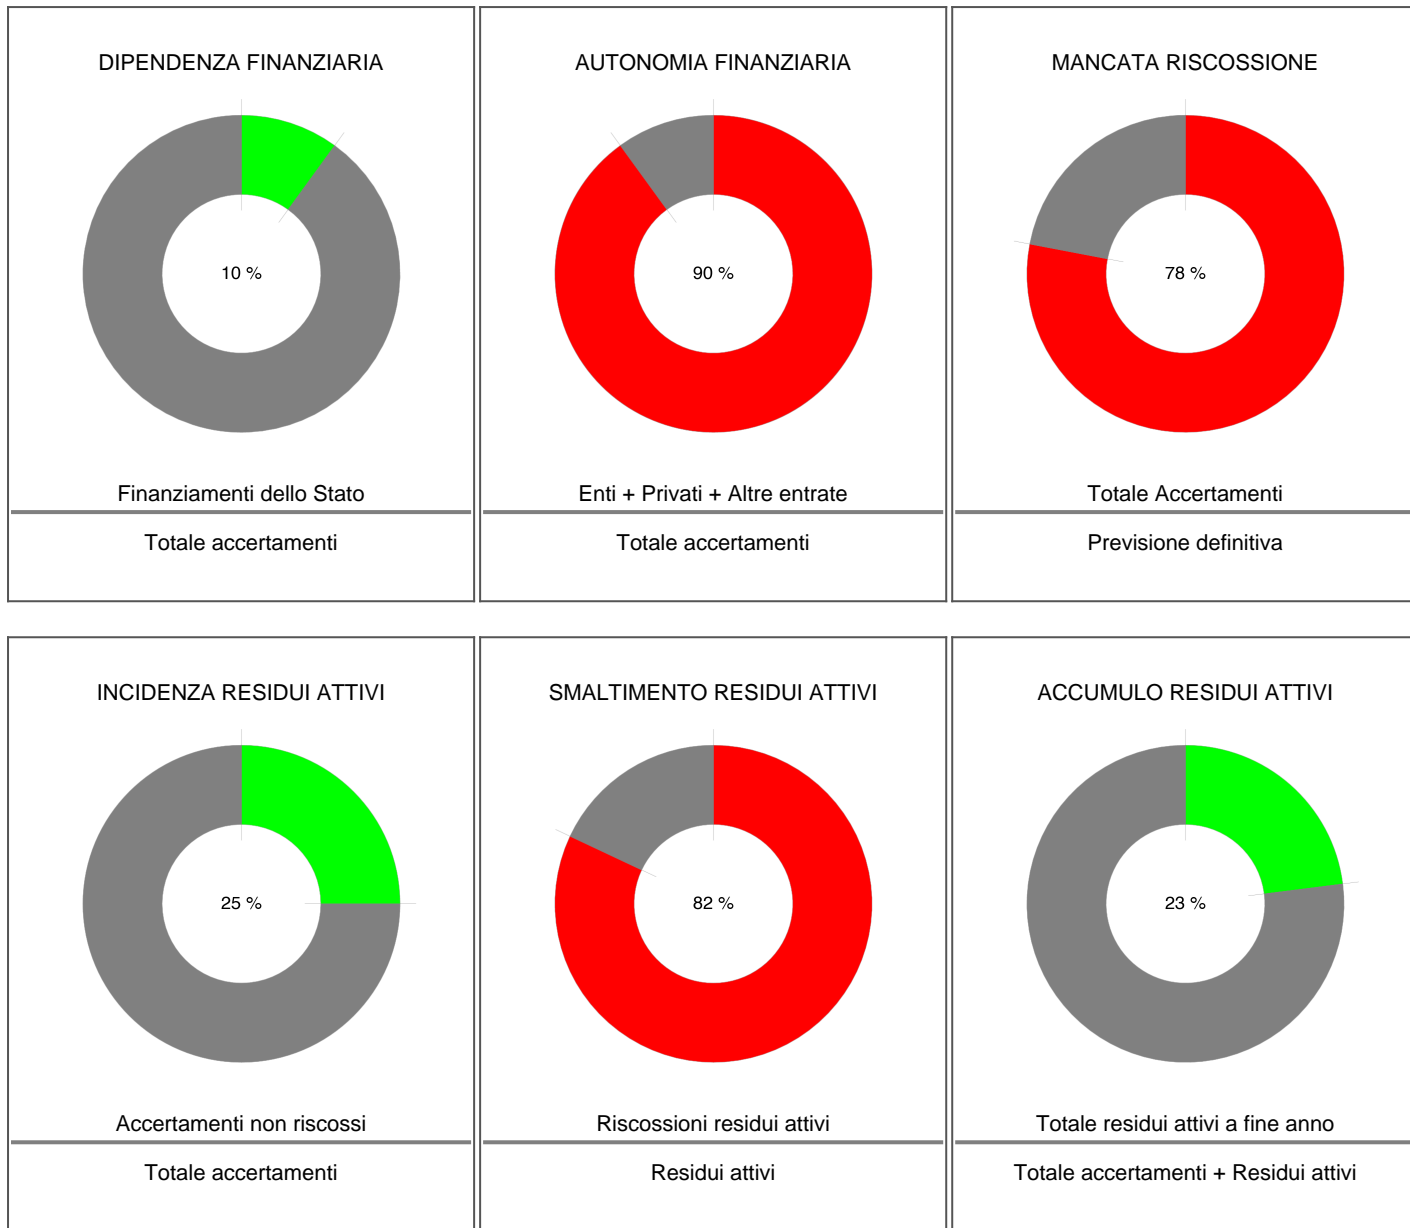 DIPENDENZA FINANZIARIA
10 %
Finanziamenti dello Stato
Totale accertamenti
AUTONOMIA FINANZIARIA
90 %
Enti + Privati + Altre entrate
Totale accertamenti
MANCATA RISCOSSIONE
78 %
Totale Accertamenti
Previsione definitiva
INCIDENZA RESIDUI ATTIVI
25 %
Accertamenti non riscossi
Totale accertamenti
SMALTIMENTO RESIDUI ATTIVI
82 %
Riscossioni residui attivi
Residui attivi
ACCUMULO RESIDUI ATTIVI
23 %
Totale residui attivi a fine anno
Totale accertamenti + Residui attivi